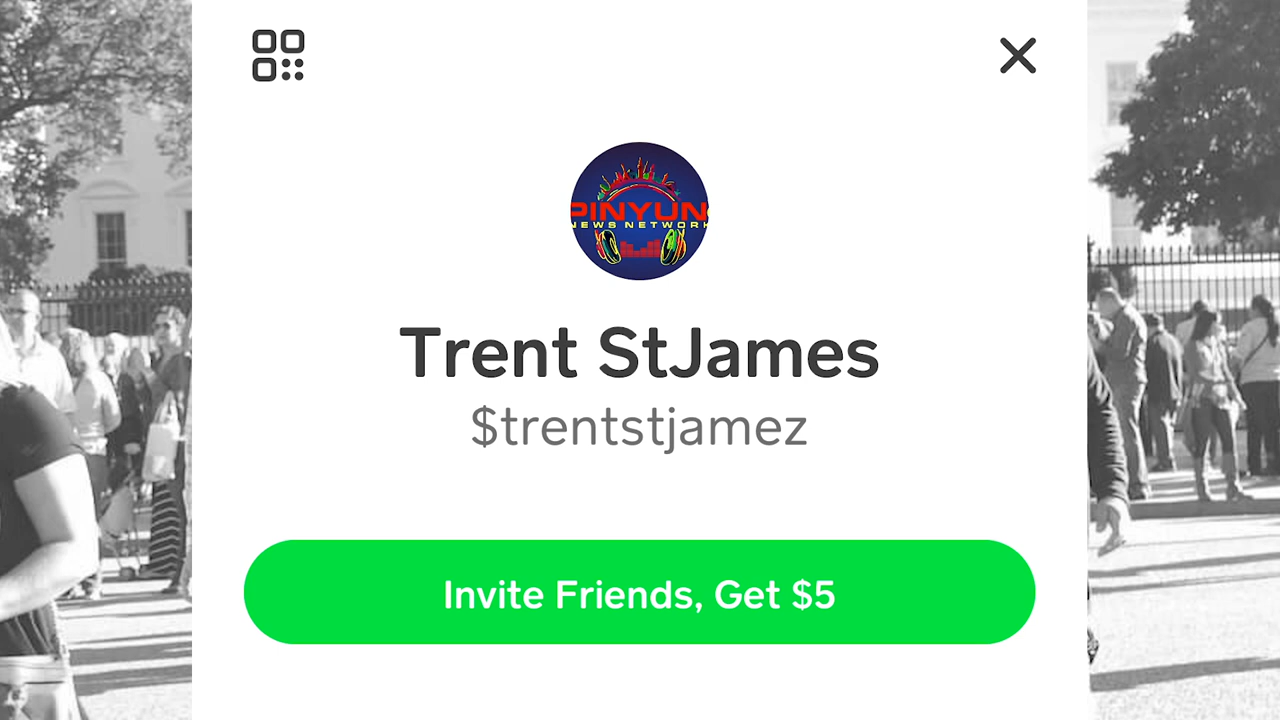 PINYUN
NEWS NETWORK
Trent StJames
$trentstjamez
Invite Friends, Get $5